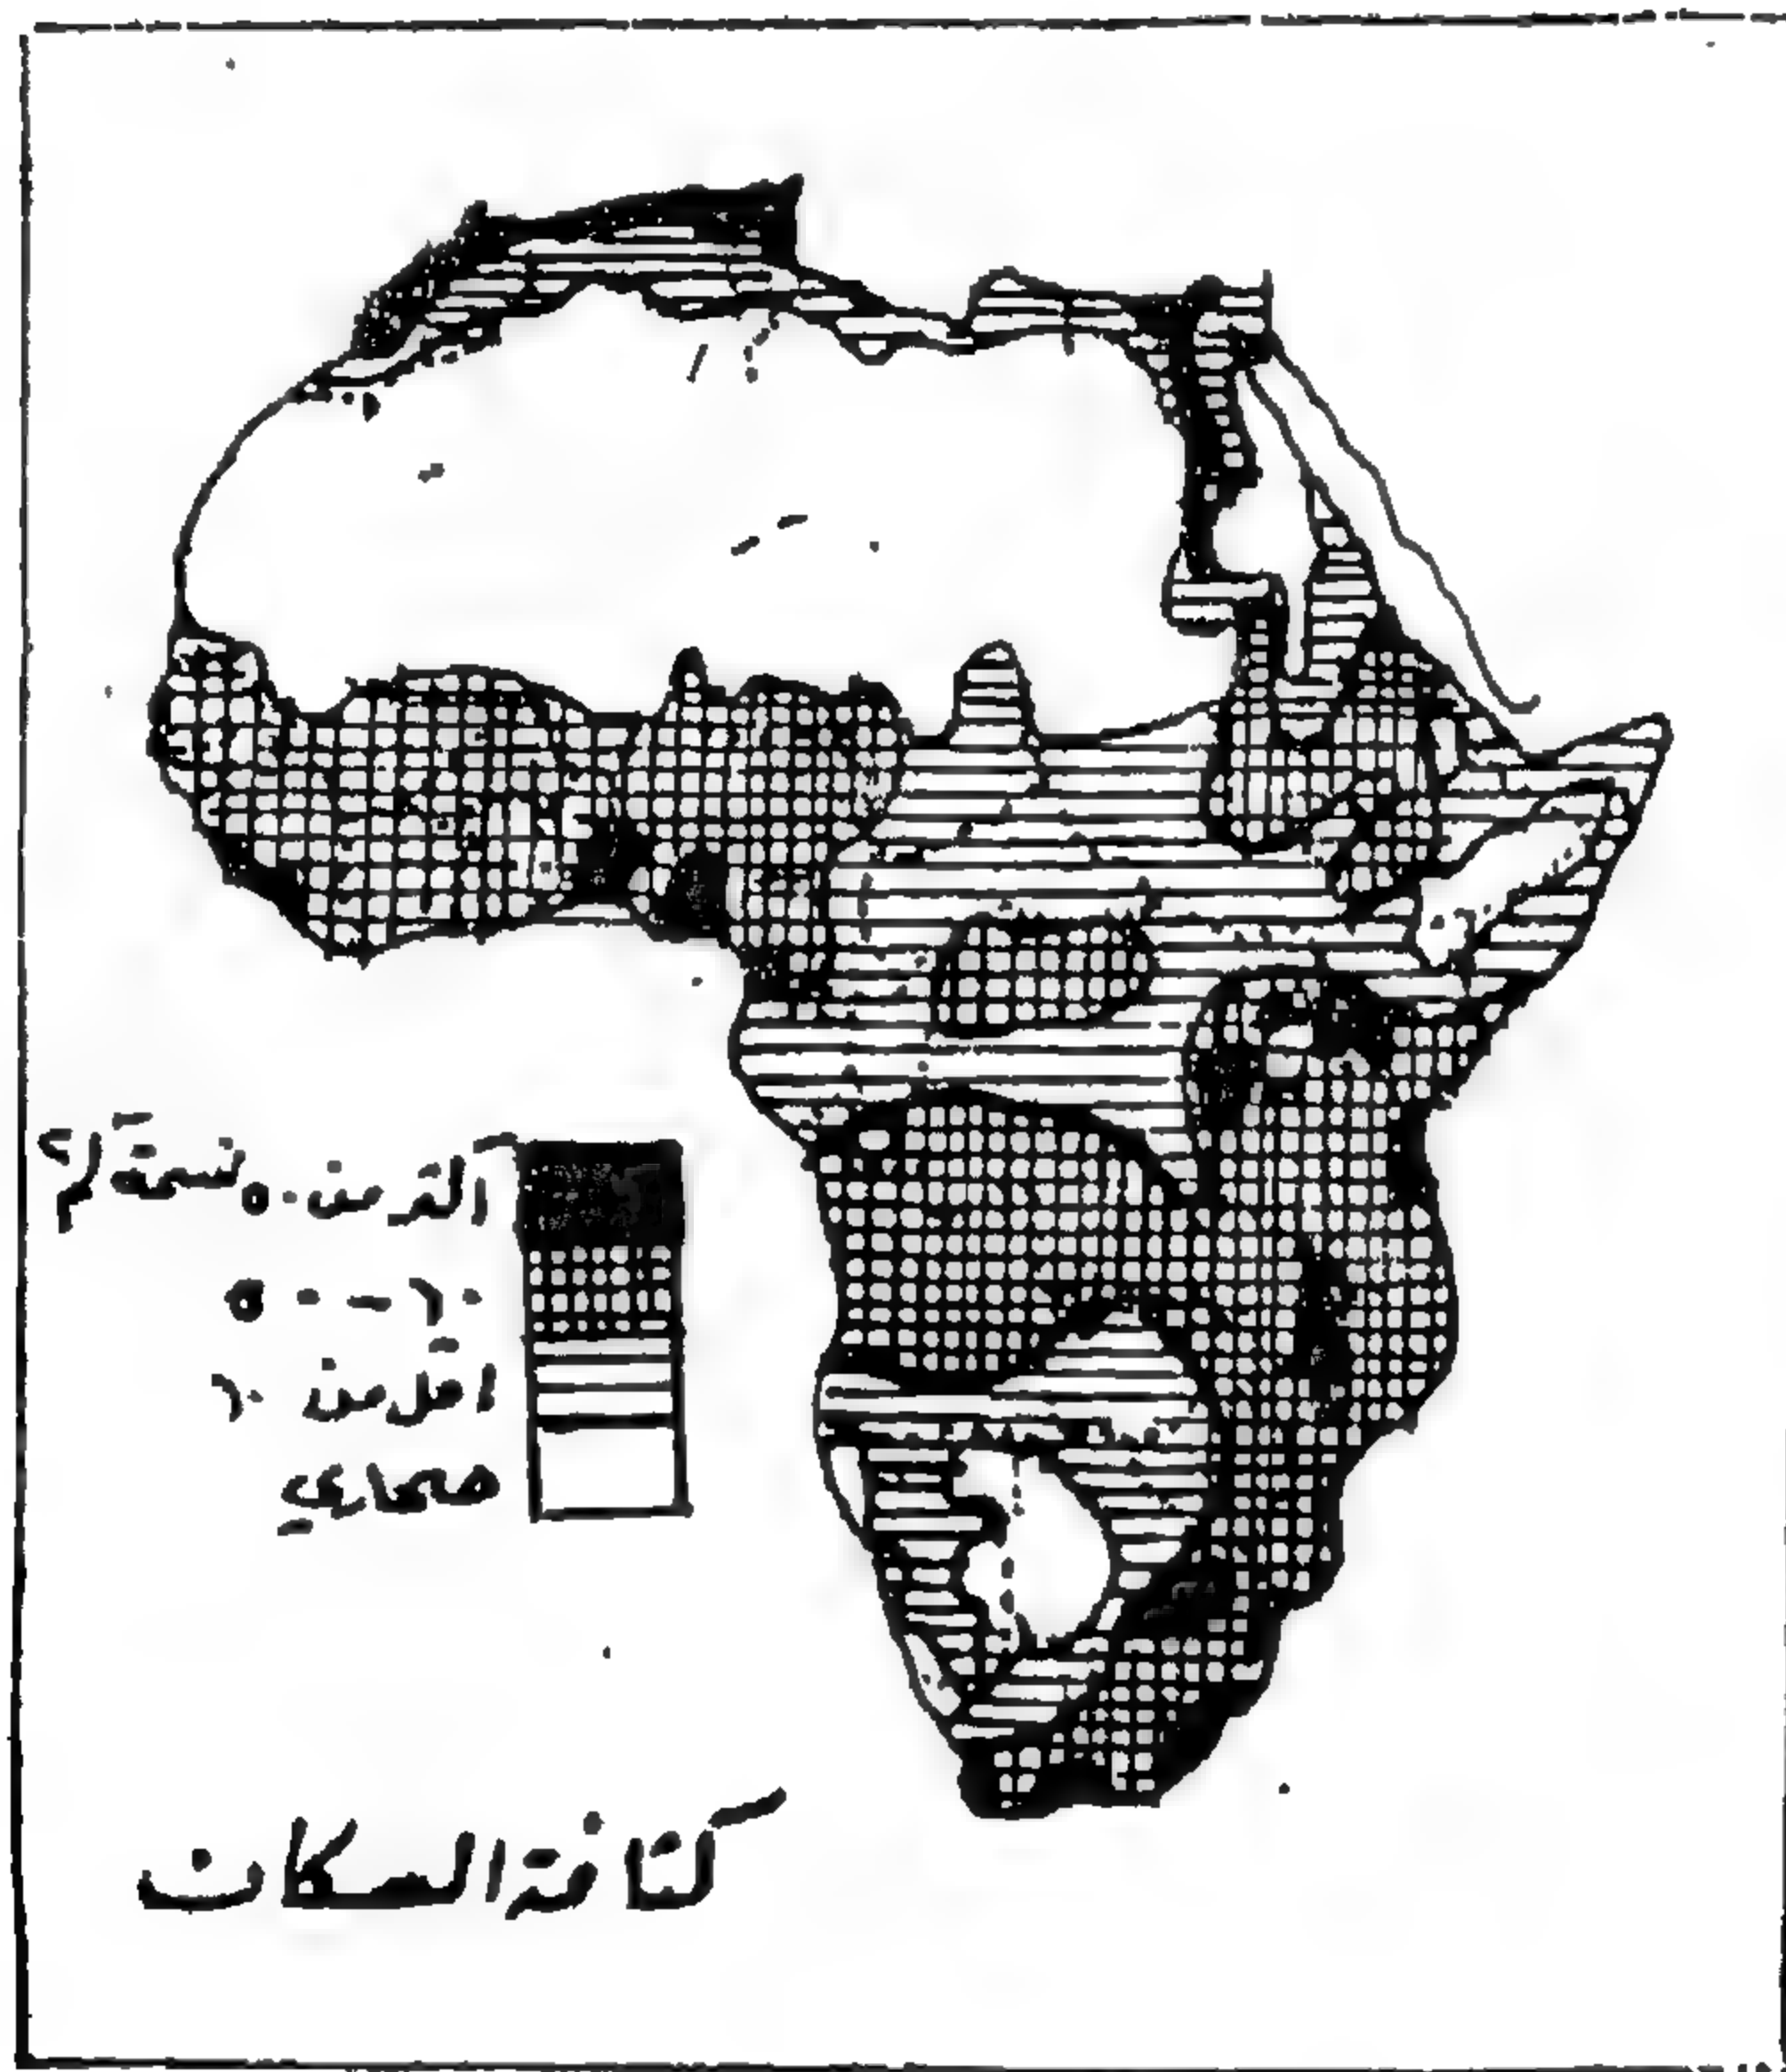 أكثر من ٥٠ نسمة/كم٢
١٠ - ٥٠
أقل من ١٠
صحاري
كثافة السكان